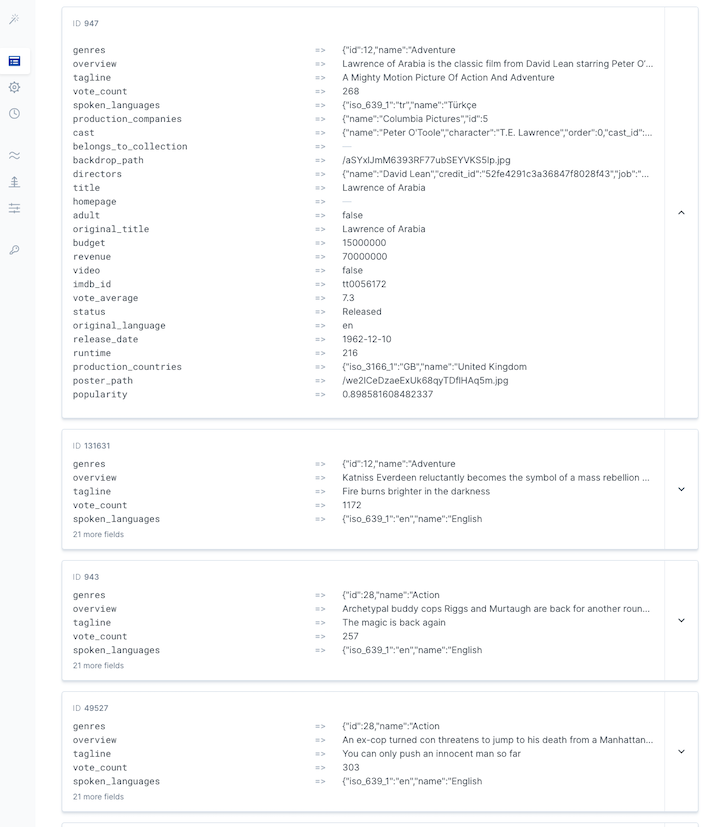 ID 947
genres => {"id":12,"name":"Adventure
overview => Lawrence of Arabia is the classic film from David Lean starring Peter O'...
tagline => A Mighty Motion Picture Of Action And Adventure
vote_count => 268
spoken_languages => {"iso_639_1":"tr","name":"Türkçe
production_companies => {"name":"Columbia Pictures","id":5
cast => {"name":"Peter O'Toole","character":"T.E. Lawrence","order":0,"cast_id":...
belongs_to_collection => —
backdrop_path => /aSYxIJmM6393RF77ubSEYVKS5Ip.jpg
directors => {"name":"David Lean","credit_id":"52fe4291c3a36847f8028f43","job":"...
title => Lawrence of Arabia
homepage => —
adult => false
original_title => Lawrence of Arabia
budget => 15000000
revenue => 70000000
video => false
imdb_id => tt0056172
vote_average => 7.3
status => Released
original_language => en
release_date => 1962-12-10
runtime => 216
production_countries => {"iso_3166_1":"GB","name":"United Kingdom
poster_path => /we2ICeDzaeExUk68qyTDflHAq5m.jpg
popularity => 0.898581608482337
ID 131631
genres => {"id":12,"name":"Adventure
overview => Katniss Everdeen reluctantly becomes the symbol of a mass rebellion ...
tagline => Fire burns brighter in the darkness
vote_count => 1172
spoken_languages => {"iso_639_1":"en","name":"English
21 more fields
ID 943
genres => {"id":28,"name":"Action
overview => Archetypal buddy cops Riggs and Murtaugh are back for another roun...
tagline => The magic is back again
vote_count => 257
spoken_languages => {"iso_639_1":"en","name":"English
21 more fields
ID 49527
genres => {"id":28,"name":"Action
overview => An ex-cop turned con threatens to jump to his death from a Manhattan...
tagline => You can only push an innocent man so far
vote_count => 303
spoken_languages => {"iso_639_1":"en","name":"English
21 more fields